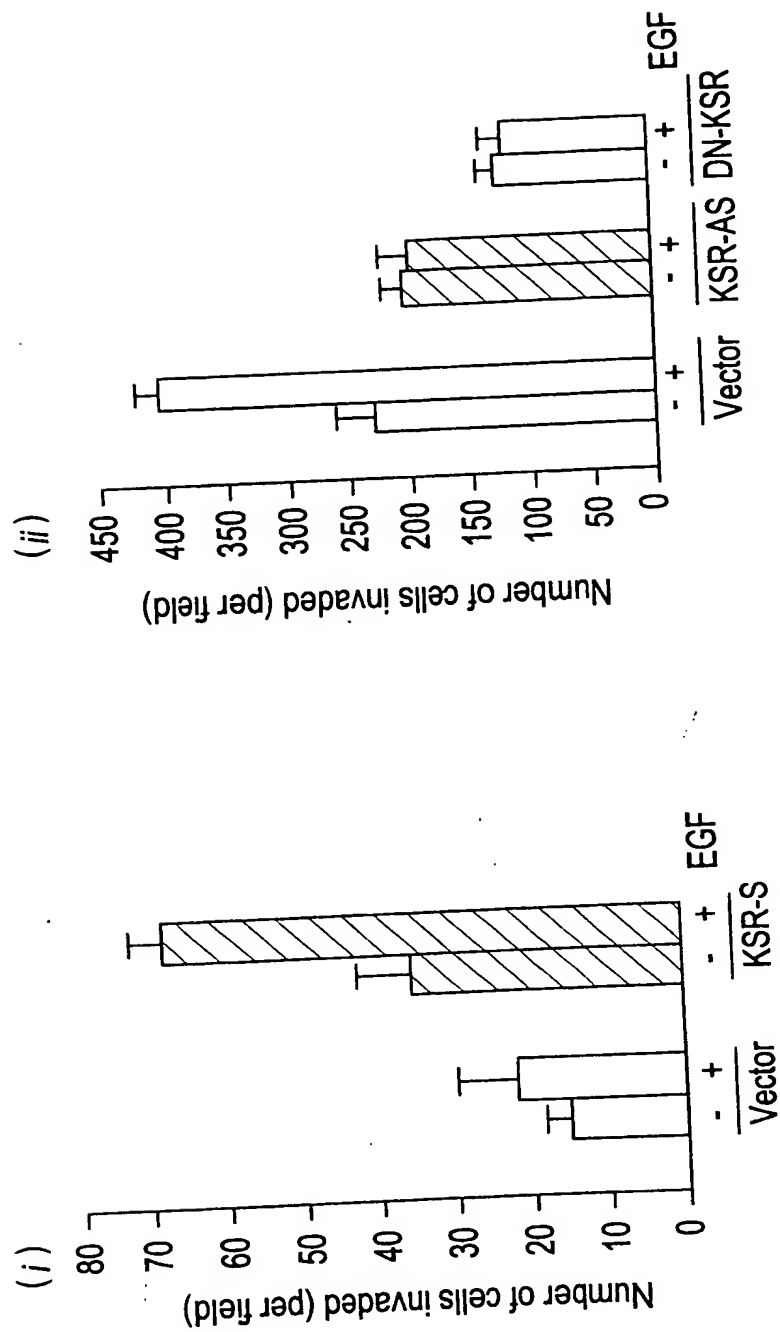 (i)
Number of cells invaded (per field)
80
70
60
50
40
30
20
10
0
- + - + EGF
Vector KSR-S
(ii)
Number of cells invaded (per field)
450
400
350
300
250
200
150
100
50
0
- + - + - + EGF
Vector KSR-AS DN-KSR